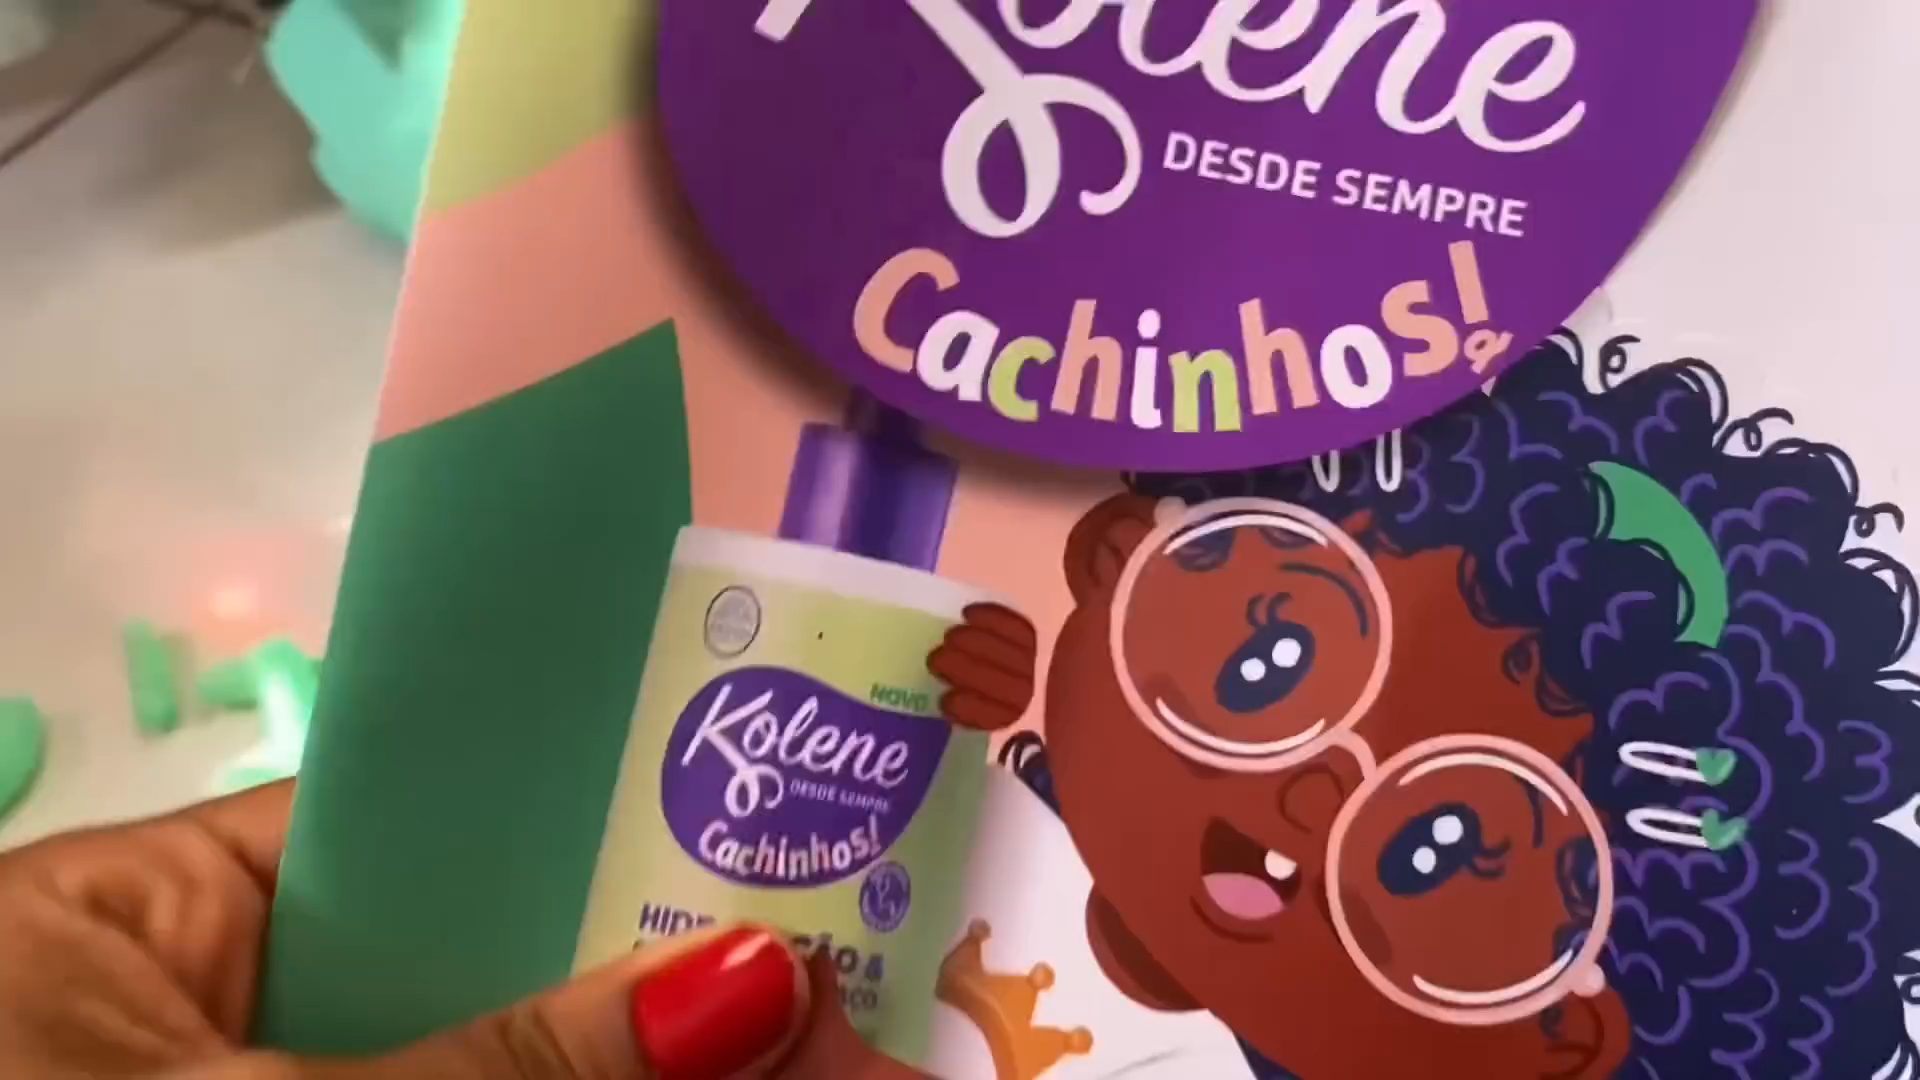 Kolene
DESDE SEMPRE
Cachinhos!
NOVO
Kolene
DESDE SEMPRE
Cachinhos!